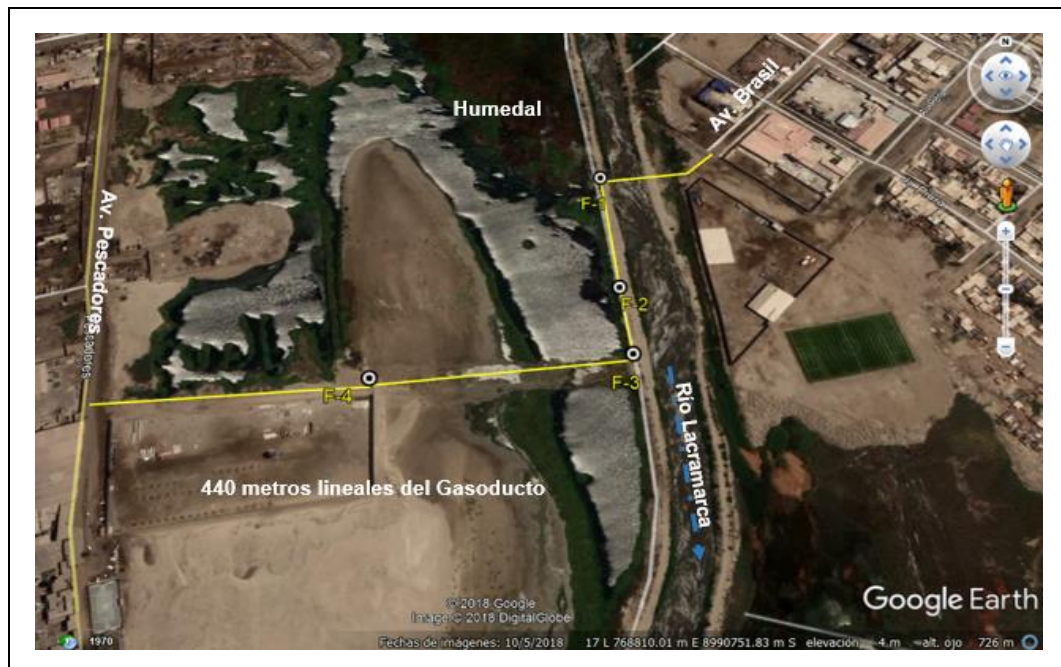 N
Humedal
Av. Brasil
F-1
Av. Pescadores
F-2
Pescadores
F-3
F-4
Río Lacramarca
440 metros lineales del Gasoducto
Google Earth
© 2018 Google
Image © 2018 DigitalGlobe
1970
Fechas de imágenes: 10/5/2018 17 L 768810.01 m E 8990751.83 m S elevación 4 m alt. ojo 726 m